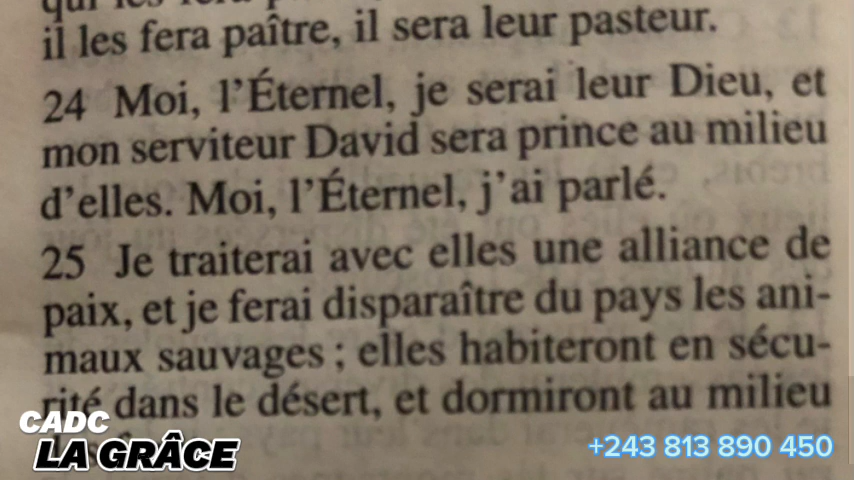 il les fera paître, il sera leur pasteur.
24 Moi, l'Éternel, je serai leur Dieu, et
mon serviteur David sera prince au milieu
d'elles. Moi, l'Éternel, j'ai parlé.
25 Je traiterai avec elles une alliance de
paix, et je ferai disparaître du pays les ani-
maux sauvages ; elles habiteront en sécu-
rité dans le désert, et dormiront au milieu
CADC
LA GRÂCE
+243 813 890 450